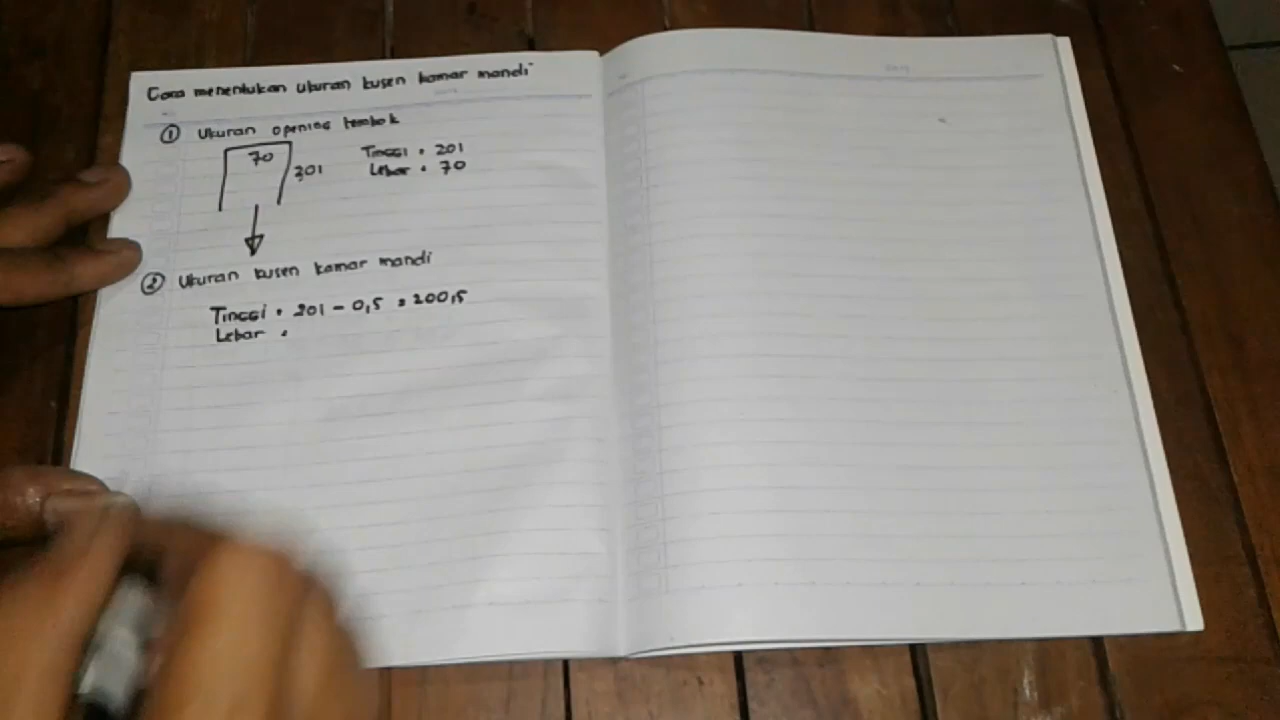 Cara menentukan ukuran kusen kamar mandi
① Ukuran opening tembok
70
201
Tinggi = 201
Lebar = 70
② Ukuran kusen kamar mandi
Tinggi = 201 - 0,5 = 200,5
Lebar =